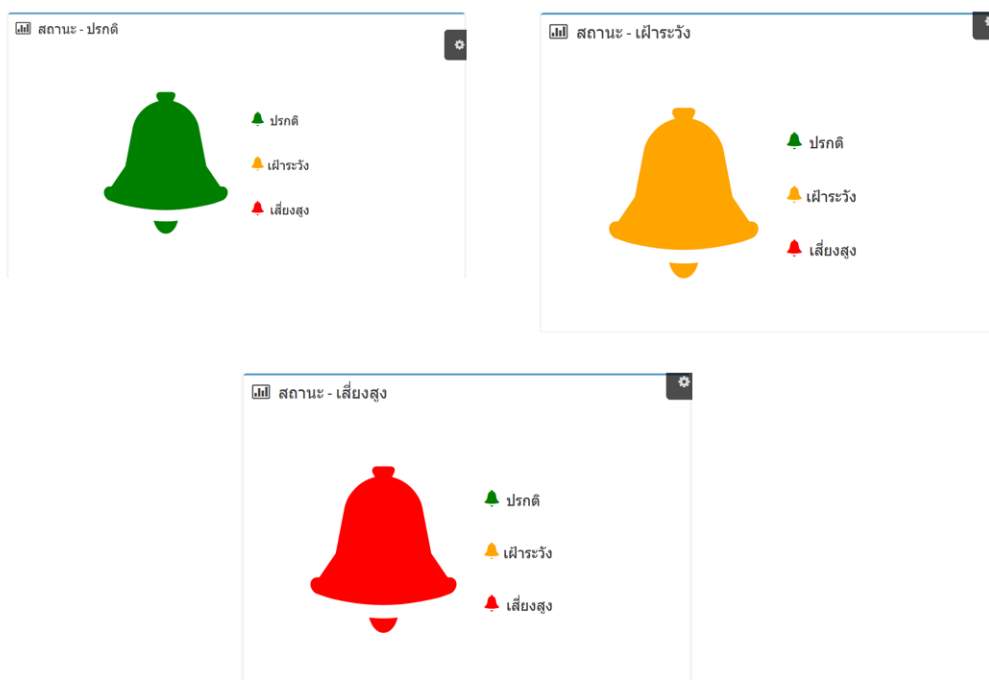 สถานะ - ปรกติ
ปรกติ
เฝ้าระวัง
เสี่ยงสูง
สถานะ - เฝ้าระวัง
ปรกติ
เฝ้าระวัง
เสี่ยงสูง
สถานะ - เสี่ยงสูง
ปรกติ
เฝ้าระวัง
เสี่ยงสูง